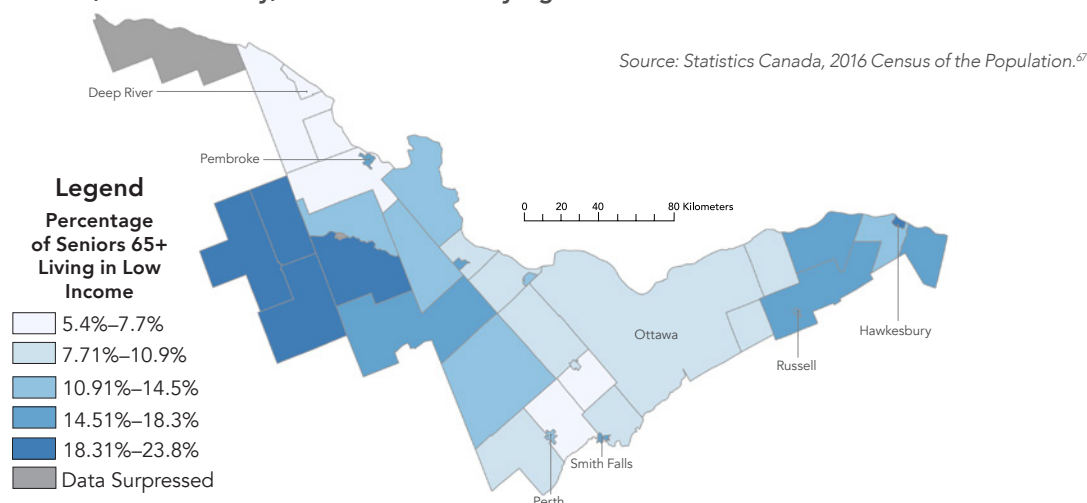 Source: Statistics Canada, 2016 Census of the Population.67
Deep River
Pembroke
Legend
Percentage
of Seniors 65+
Living in Low
Income
5.4%–7.7%
7.71%–10.9%
10.91%–14.5%
14.51%–18.3%
18.31%–23.8%
Data Surpressed
0 20 40 80 Kilometers
Ottawa
Hawkesbury
Russell
Smith Falls
Perth